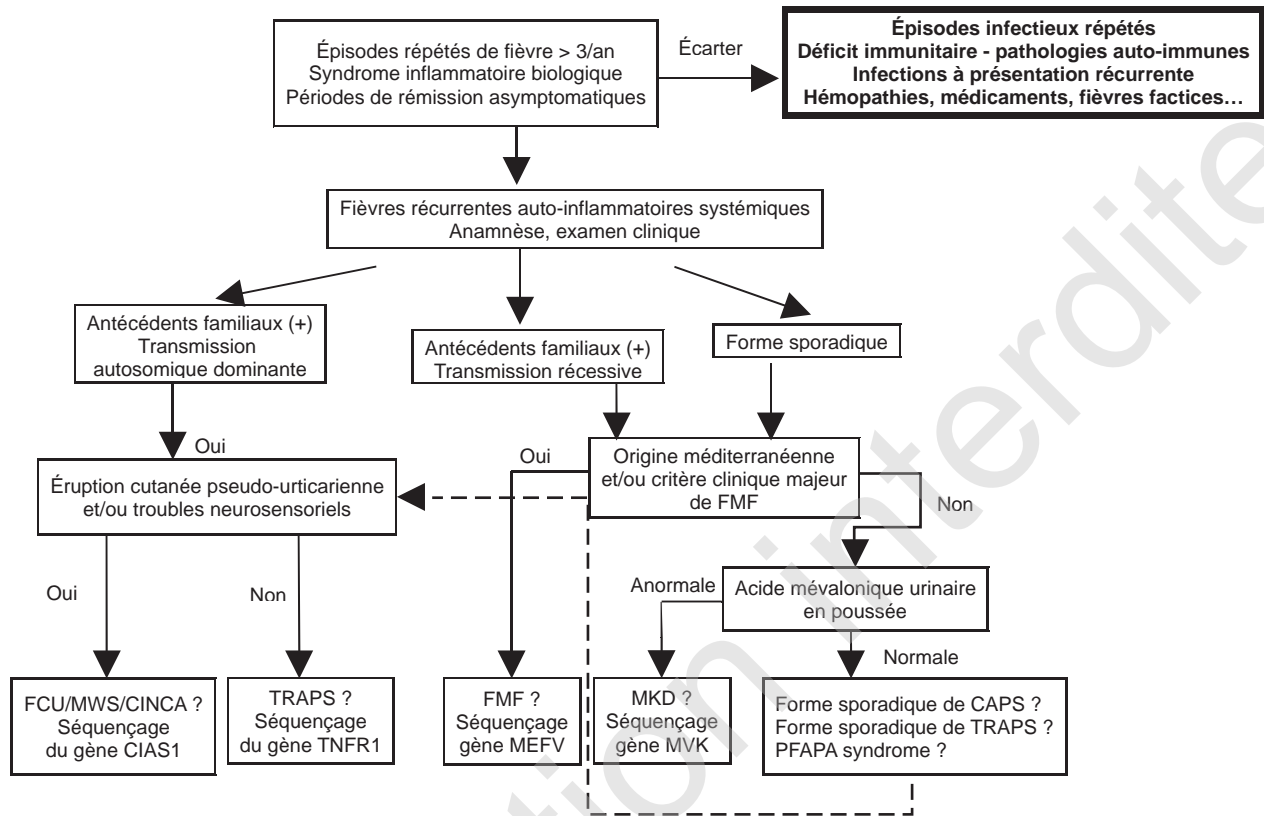 Épisodes répétés de fièvre > 3/an
Syndrome inflammatoire biologique
Périodes de rémission asymptomatiques
Écarter
Épisodes infectieux répétés
Déficit immunitaire - pathologies auto-immunes
Infections à présentation récurrente
Hémopathies, médicaments, fièvres factices…
Fièvres récurrentes auto-inflammatoires systémiques
Anamnèse, examen clinique
Antécédents familiaux (+)
Transmission
autosomique dominante
Antécédents familiaux (+)
Transmission récessive
Forme sporadique
Oui
Éruption cutanée pseudo-urticarienne
et/ou troubles neurosensoriels
Oui
Origine méditerranéenne
et/ou critère clinique majeur
de FMF
Non
Oui
Non
Anormale
Acide mévalonique urinaire
en poussée
Normale
FCU/MWS/CINCA ?
Séquençage
du gène CIAS1
TRAPS ?
Séquençage
du gène TNFR1
FMF ?
Séquençage
gène MEFV
MKD ?
Séquençage
gène MVK
Forme sporadique de CAPS ?
Forme sporadique de TRAPS ?
PFAPA syndrome ?
tion interdite